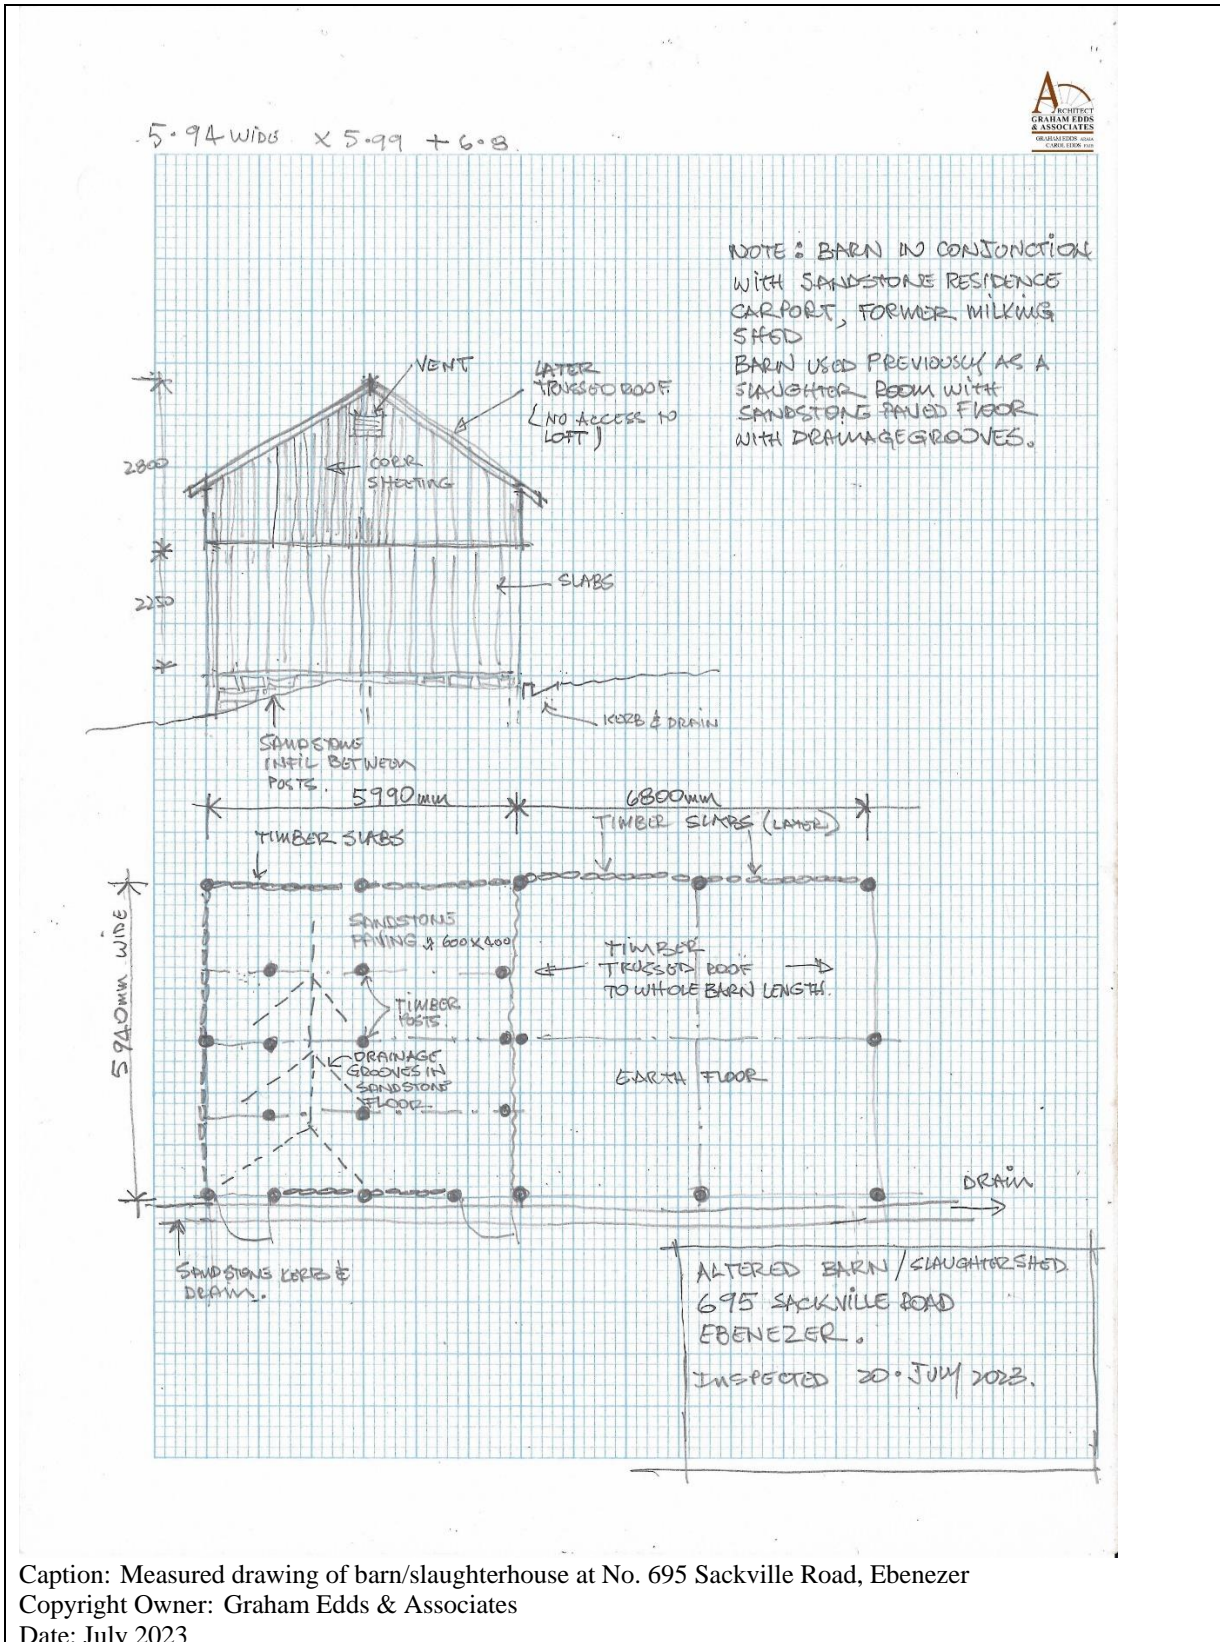 ARCHITECT
GRAHAM EDDS
& ASSOCIATES
GRAHAM EDDS
CAROL EDDS
5.94 WIDE x 5.99 + 6.8
NOTE: BARN IN CONJUNCTION
WITH SANDSTONE RESIDENCE
CARPORT, FORMER MILKING
SHED
BARN USED PREVIOUSLY AS A
SLAUGHTER ROOM WITH
SANDSTONE PAVED FLOOR
WITH DRAINAGE GROOVES.
VENT
LATER
TRUSSED ROOF.
(NO ACCESS TO
LOFT)
2800
CORR
SHEETING
SLABS
2250
KERB & DRAIN
SANDSTONE
INFIL BETWEEN
POSTS.
5990mm
6800mm
TIMBER SLABS
TIMBER SLABS (LATER)
5940mm WIDE
SANDSTONE
PAVING 600x400
TIMBER
TRUSSED ROOF
TO WHOLE BARN LENGTH.
TIMBER
POSTS.
DRAINAGE
GROOVES IN
SANDSTONE
FLOOR
EARTH FLOOR
DRAIN
SANDSTONE KERB &
DRAIN.
ALTERED BARN/SLAUGHTERSHED
695 SACKVILLE ROAD
EBENEZER.
INSPECTED 20.JULY 2023.
Caption: Measured drawing of barn/slaughterhouse at No. 695 Sackville Road, Ebenezer
Copyright Owner: Graham Edds & Associates
Date: July 2023